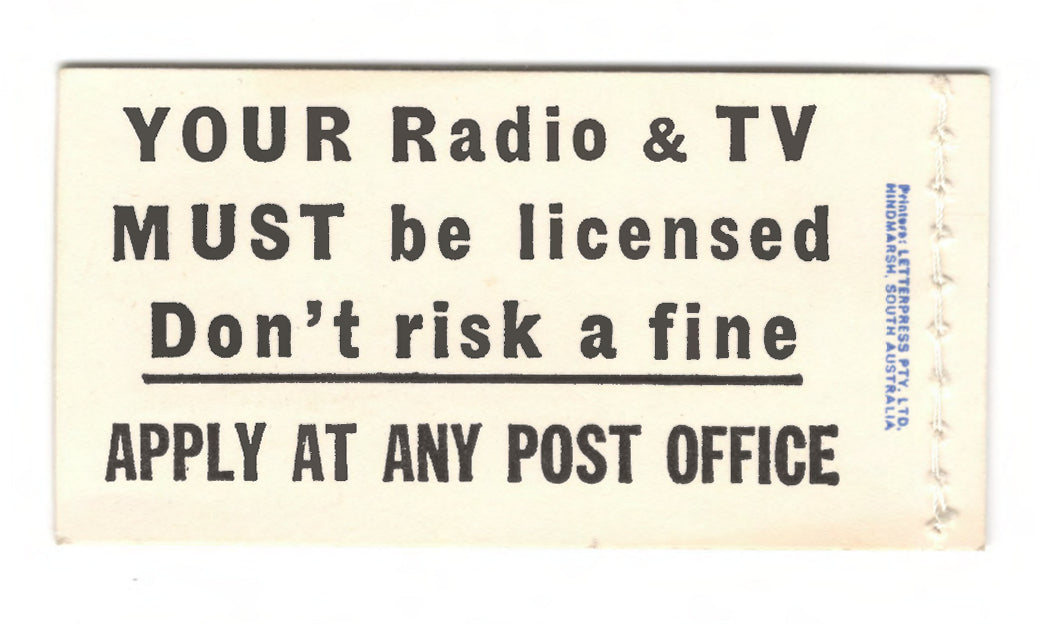 YOUR Radio & TV
MUST be licensed
Don't risk a fine
APPLY AT ANY POST OFFICE
Printers: LETTERPRESS PTY. LTD.
HINDMARSH, SOUTH AUSTRALIA